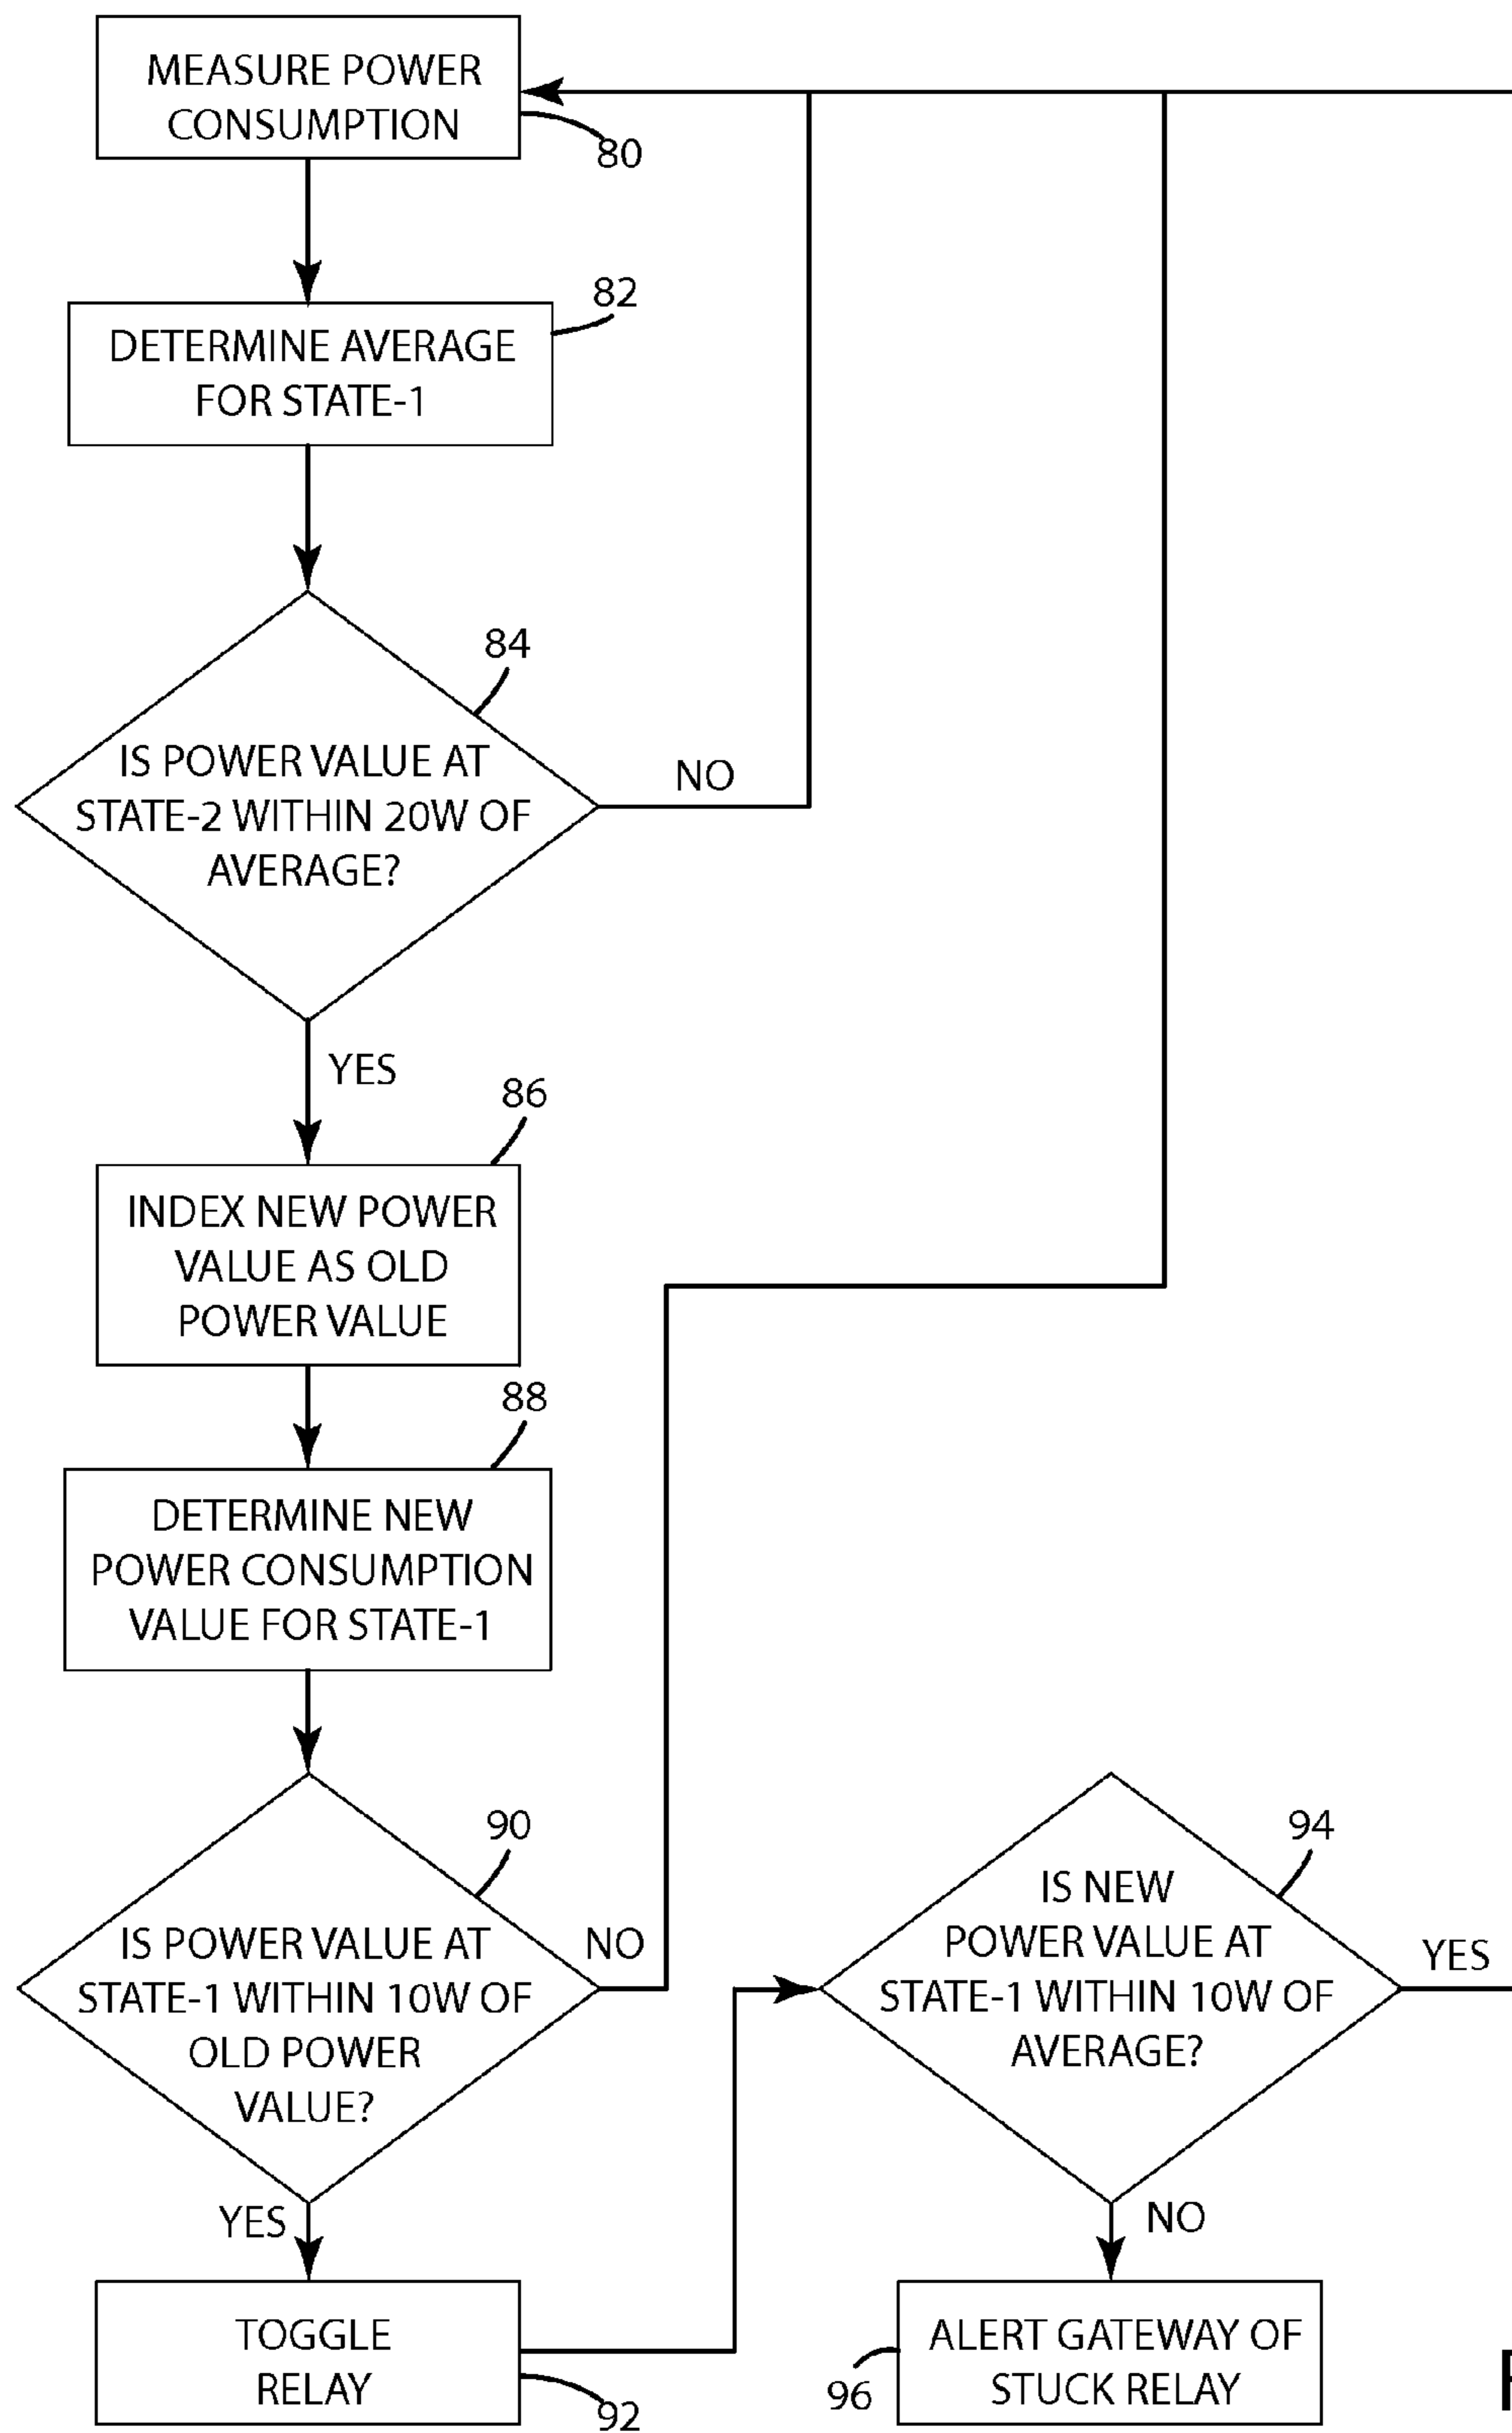 MEASURE POWER
CONSUMPTION
80
82
DETERMINE AVERAGE
FOR STATE-1
84
IS POWER VALUE AT
STATE-2 WITHIN 20W OF
AVERAGE?
NO
YES
86
INDEX NEW POWER
VALUE AS OLD
POWER VALUE
88
DETERMINE NEW
POWER CONSUMPTION
VALUE FOR STATE-1
90
IS POWER VALUE AT
STATE-1 WITHIN 10W OF
OLD POWER
VALUE?
NO
YES
94
IS NEW
POWER VALUE AT
STATE-1 WITHIN 10W OF
AVERAGE?
YES
NO
TOGGLE
RELAY
92
ALERT GATEWAY OF
STUCK RELAY
96